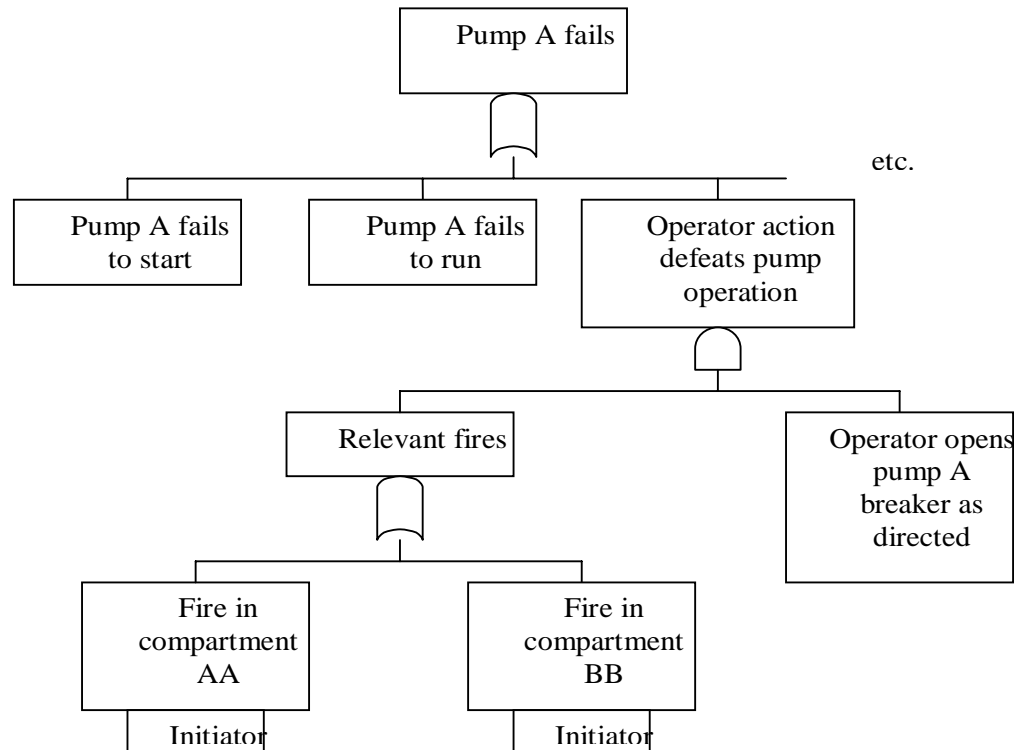 Pump A fails
etc.
Pump A fails
to start
Pump A fails
to run
Operator action
defeats pump
operation
Relevant fires
Operator opens
pump A
breaker as
directed
Fire in
compartment
AA
Fire in
compartment
BB
Initiator
Initiator